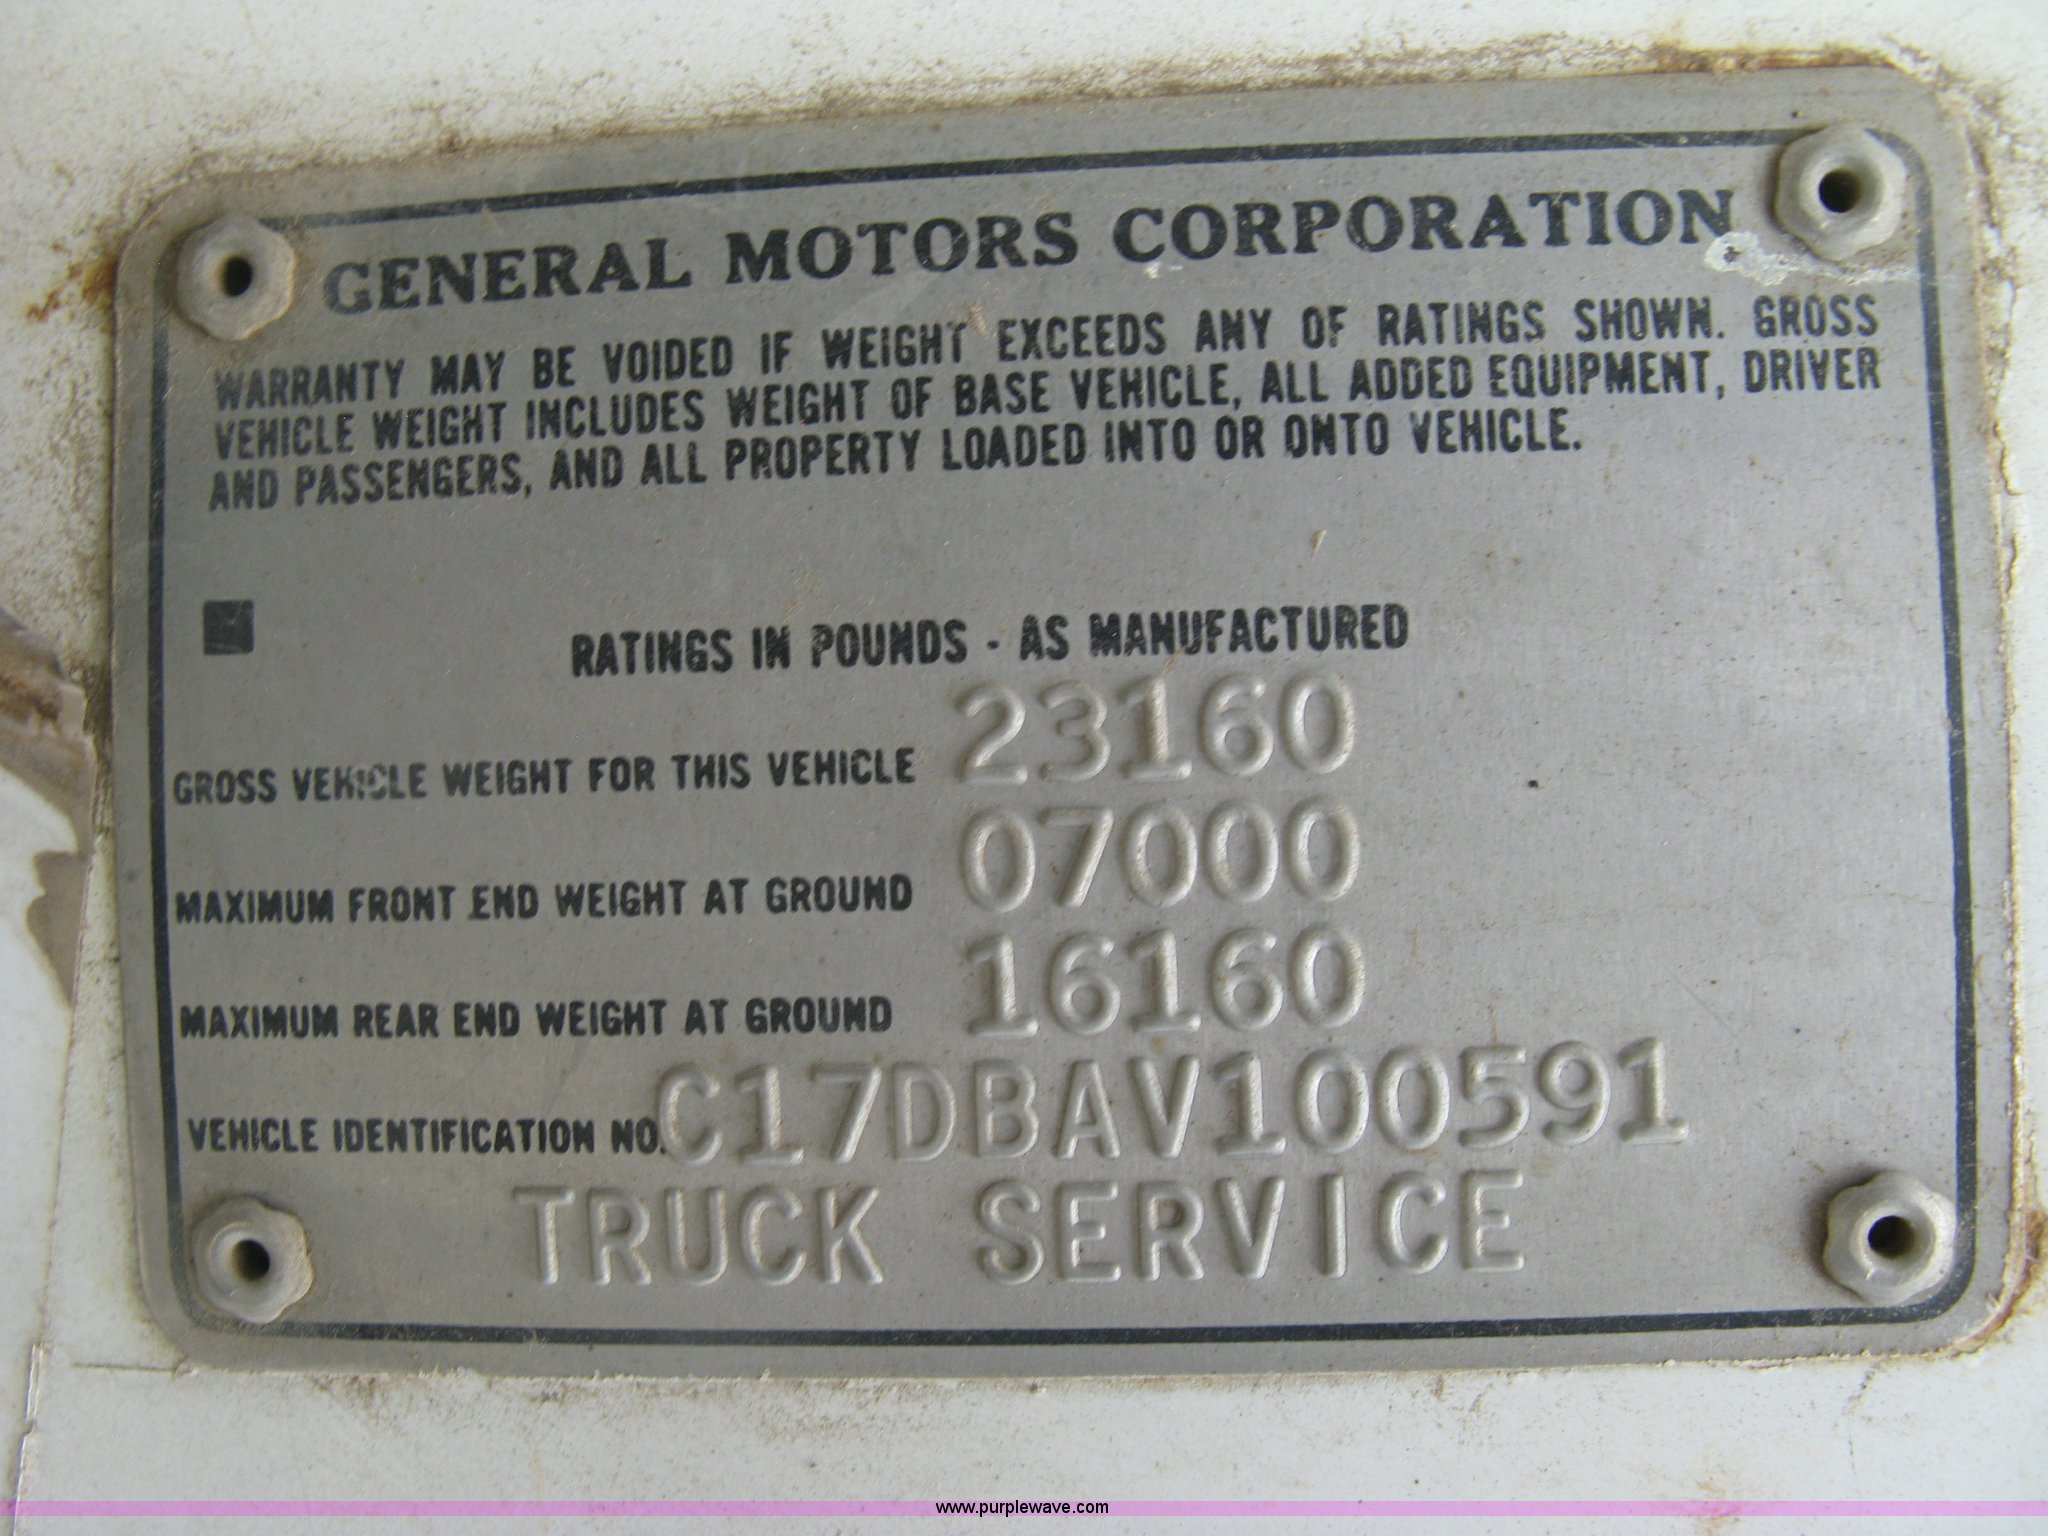 GENERAL MOTORS CORPORATION
WARRANTY MAY BE VOIDED IF WEIGHT EXCEEDS ANY OF RATINGS SHOWN. GROSS
VEHICLE WEIGHT INCLUDES WEIGHT OF BASE VEHICLE, ALL ADDED EQUIPMENT, DRIVER
AND PASSENGERS, AND ALL PROPERTY LOADED INTO OR ONTO VEHICLE.
RATINGS IN POUNDS - AS MANUFACTURED
GROSS VEHICLE WEIGHT FOR THIS VEHICLE 23160
MAXIMUM FRONT END WEIGHT AT GROUND 07000
MAXIMUM REAR END WEIGHT AT GROUND 16160
VEHICLE IDENTIFICATION NO. C17DBAV100591
TRUCK SERVICE
www.purplewave.com